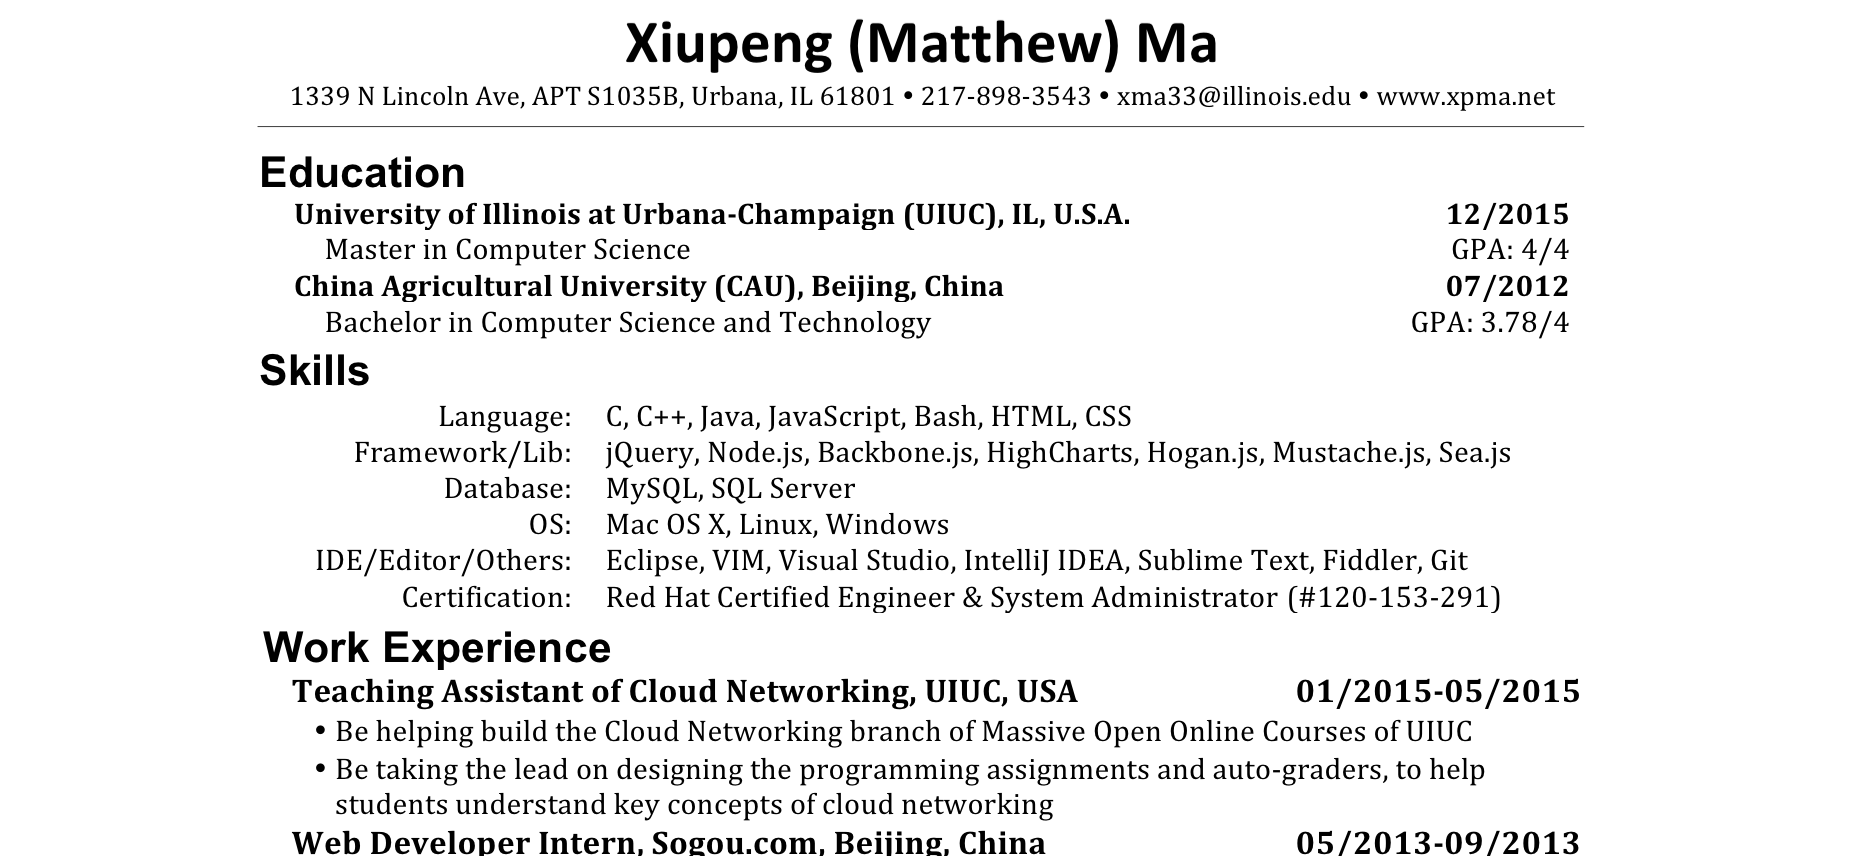 Xiupeng (Matthew) Ma
1339 N Lincoln Ave, APT S1035B, Urbana, IL 61801 • 217-898-3543 • xma33@illinois.edu • www.xpma.net
Education
University of Illinois at Urbana-Champaign (UIUC), IL, U.S.A. 12/2015
Master in Computer Science GPA: 4/4
China Agricultural University (CAU), Beijing, China 07/2012
Bachelor in Computer Science and Technology GPA: 3.78/4
Skills
Language: C, C++, Java, JavaScript, Bash, HTML, CSS
Framework/Lib: jQuery, Node.js, Backbone.js, HighCharts, Hogan.js, Mustache.js, Sea.js
Database: MySQL, SQL Server
OS: Mac OS X, Linux, Windows
IDE/Editor/Others: Eclipse, VIM, Visual Studio, IntelliJ IDEA, Sublime Text, Fiddler, Git
Certification: Red Hat Certified Engineer & System Administrator (#120-153-291)
Work Experience
Teaching Assistant of Cloud Networking, UIUC, USA 01/2015-05/2015
• Be helping build the Cloud Networking branch of Massive Open Online Courses of UIUC
• Be taking the lead on designing the programming assignments and auto-graders, to help
students understand key concepts of cloud networking
Web Developer Intern, Sogou.com, Beijing, China 05/2013-09/2013